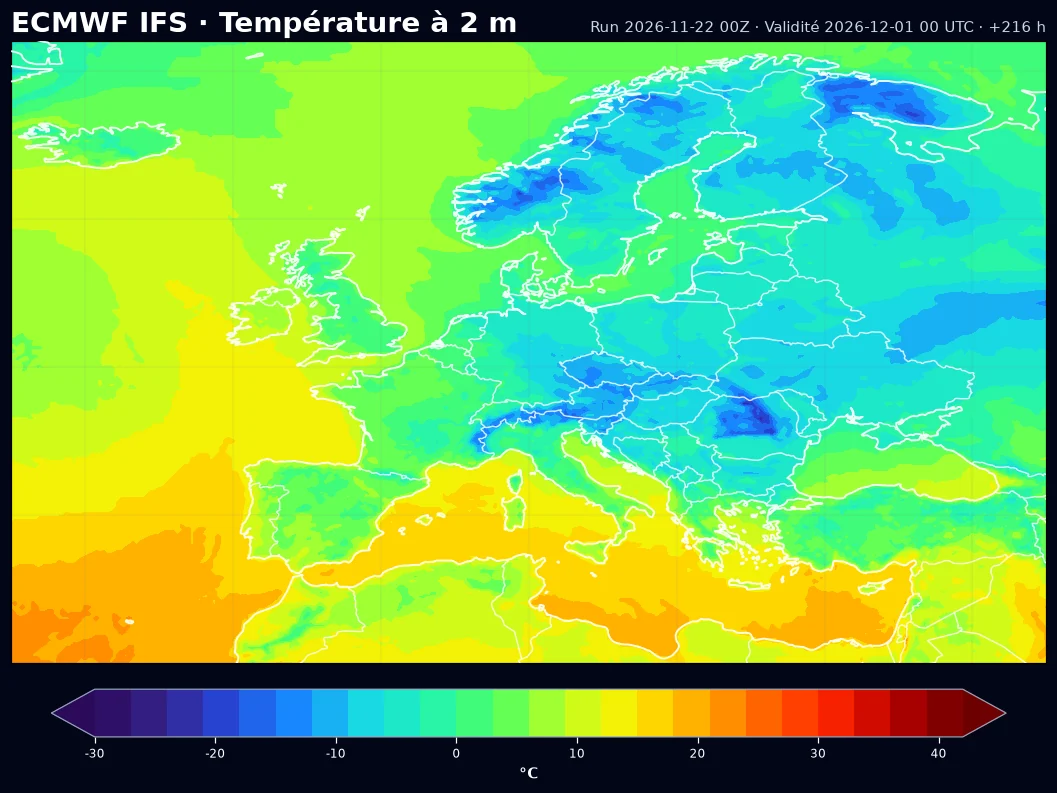 ECMWF IFS · Température à 2 m
Run 2026-11-22 00Z · Validité 2026-12-01 00 UTC · +216 h
-30 -20 -10 0 10 20 30 40
°C